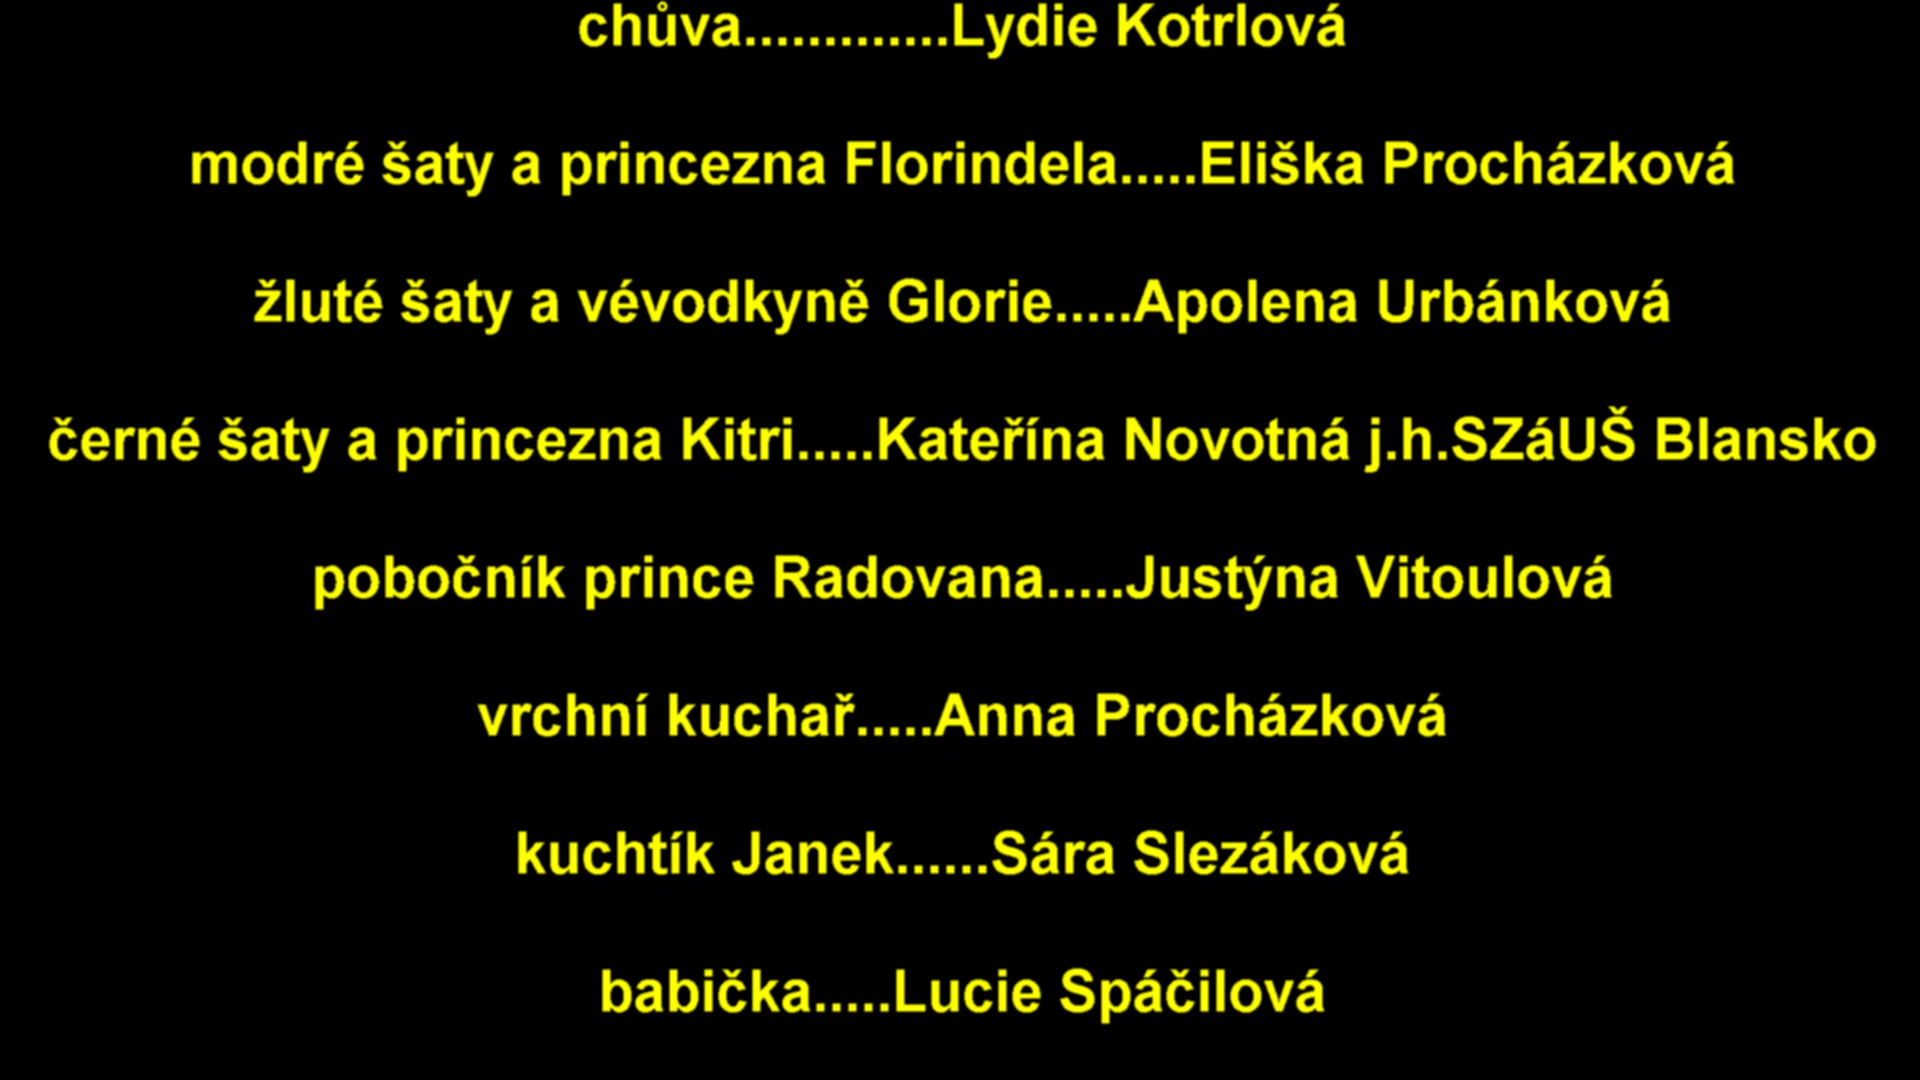 chůva.............Lydie Kotrlová
modré šaty a princezna Florindela.....Eliška Procházková
žluté šaty a vévodkyně Glorie.....Apolena Urbánková
černé šaty a princezna Kitri.....Kateřína Novotná j.h.SZáUŠ Blansko
pobočník prince Radovana.....Justýna Vitoulová
vrchní kuchař.....Anna Procházková
kuchtík Janek......Sára Slezáková
babička.....Lucie Spáčilová